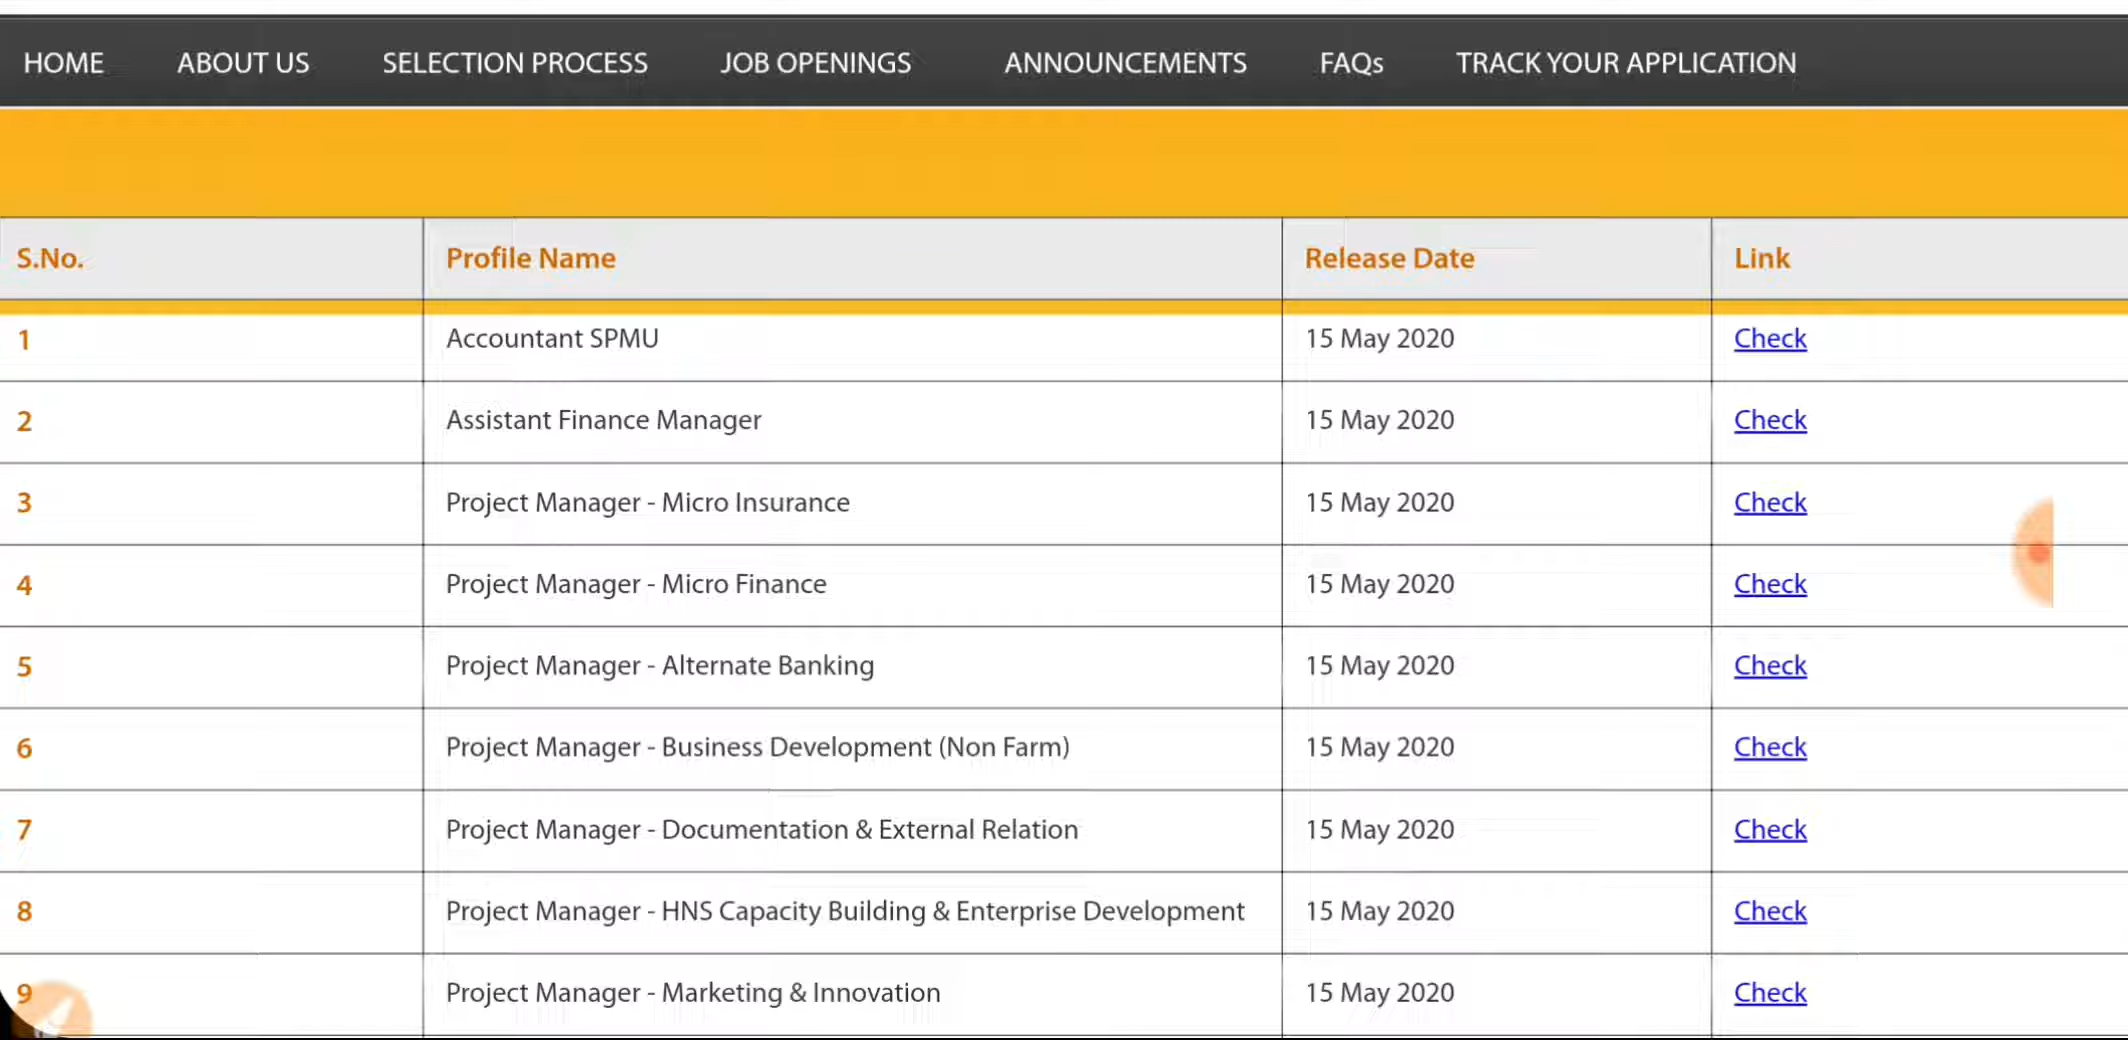 HOME ABOUT US SELECTION PROCESS JOB OPENINGS ANNOUNCEMENTS FAQs TRACK YOUR APPLICATION
S.No. Profile Name Release Date Link
1 Accountant SPMU 15 May 2020 Check
2 Assistant Finance Manager 15 May 2020 Check
3 Project Manager - Micro Insurance 15 May 2020 Check
4 Project Manager - Micro Finance 15 May 2020 Check
5 Project Manager - Alternate Banking 15 May 2020 Check
6 Project Manager - Business Development (Non Farm) 15 May 2020 Check
7 Project Manager - Documentation & External Relation 15 May 2020 Check
8 Project Manager - HNS Capacity Building & Enterprise Development 15 May 2020 Check
9 Project Manager - Marketing & Innovation 15 May 2020 Check